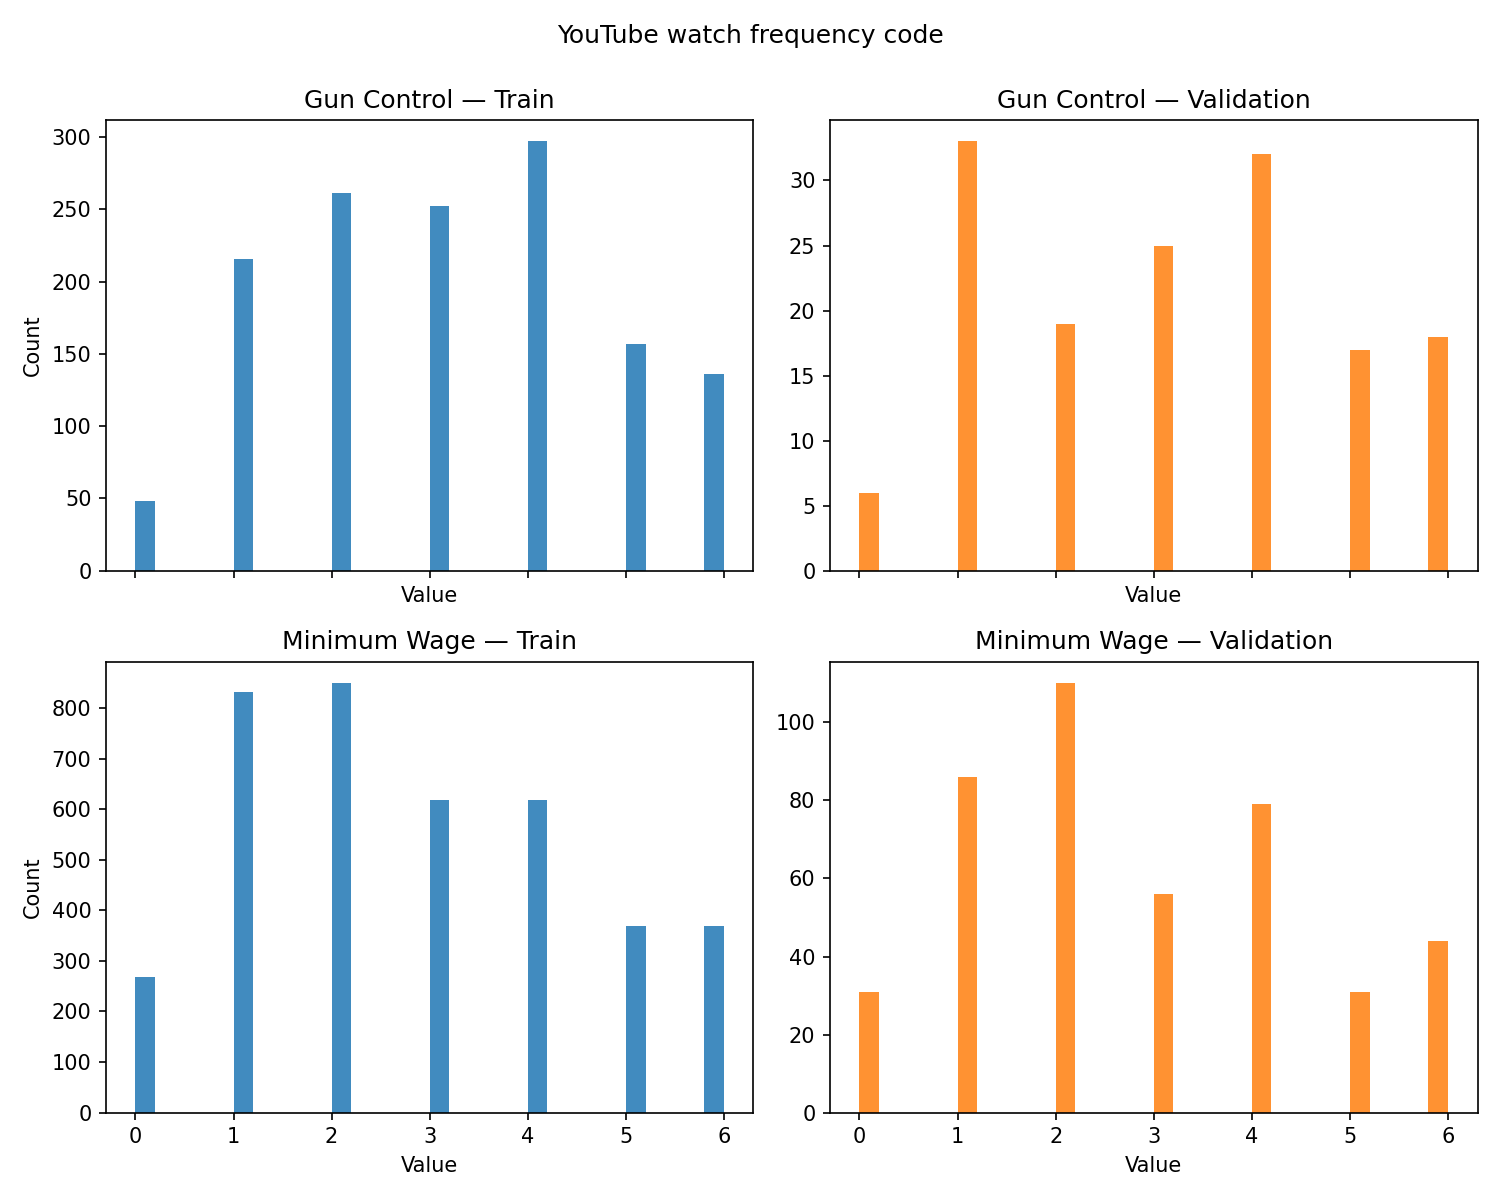 YouTube watch frequency code
Gun Control — Train
Gun Control — Validation
300
250
200
150
100
50
0
Count
Value
30
25
20
15
10
5
0
Value
Minimum Wage — Train
Minimum Wage — Validation
800
700
600
500
400
300
200
100
0
Count
0 1 2 3 4 5 6
Value
100
80
60
40
20
0
0 1 2 3 4 5 6
Value